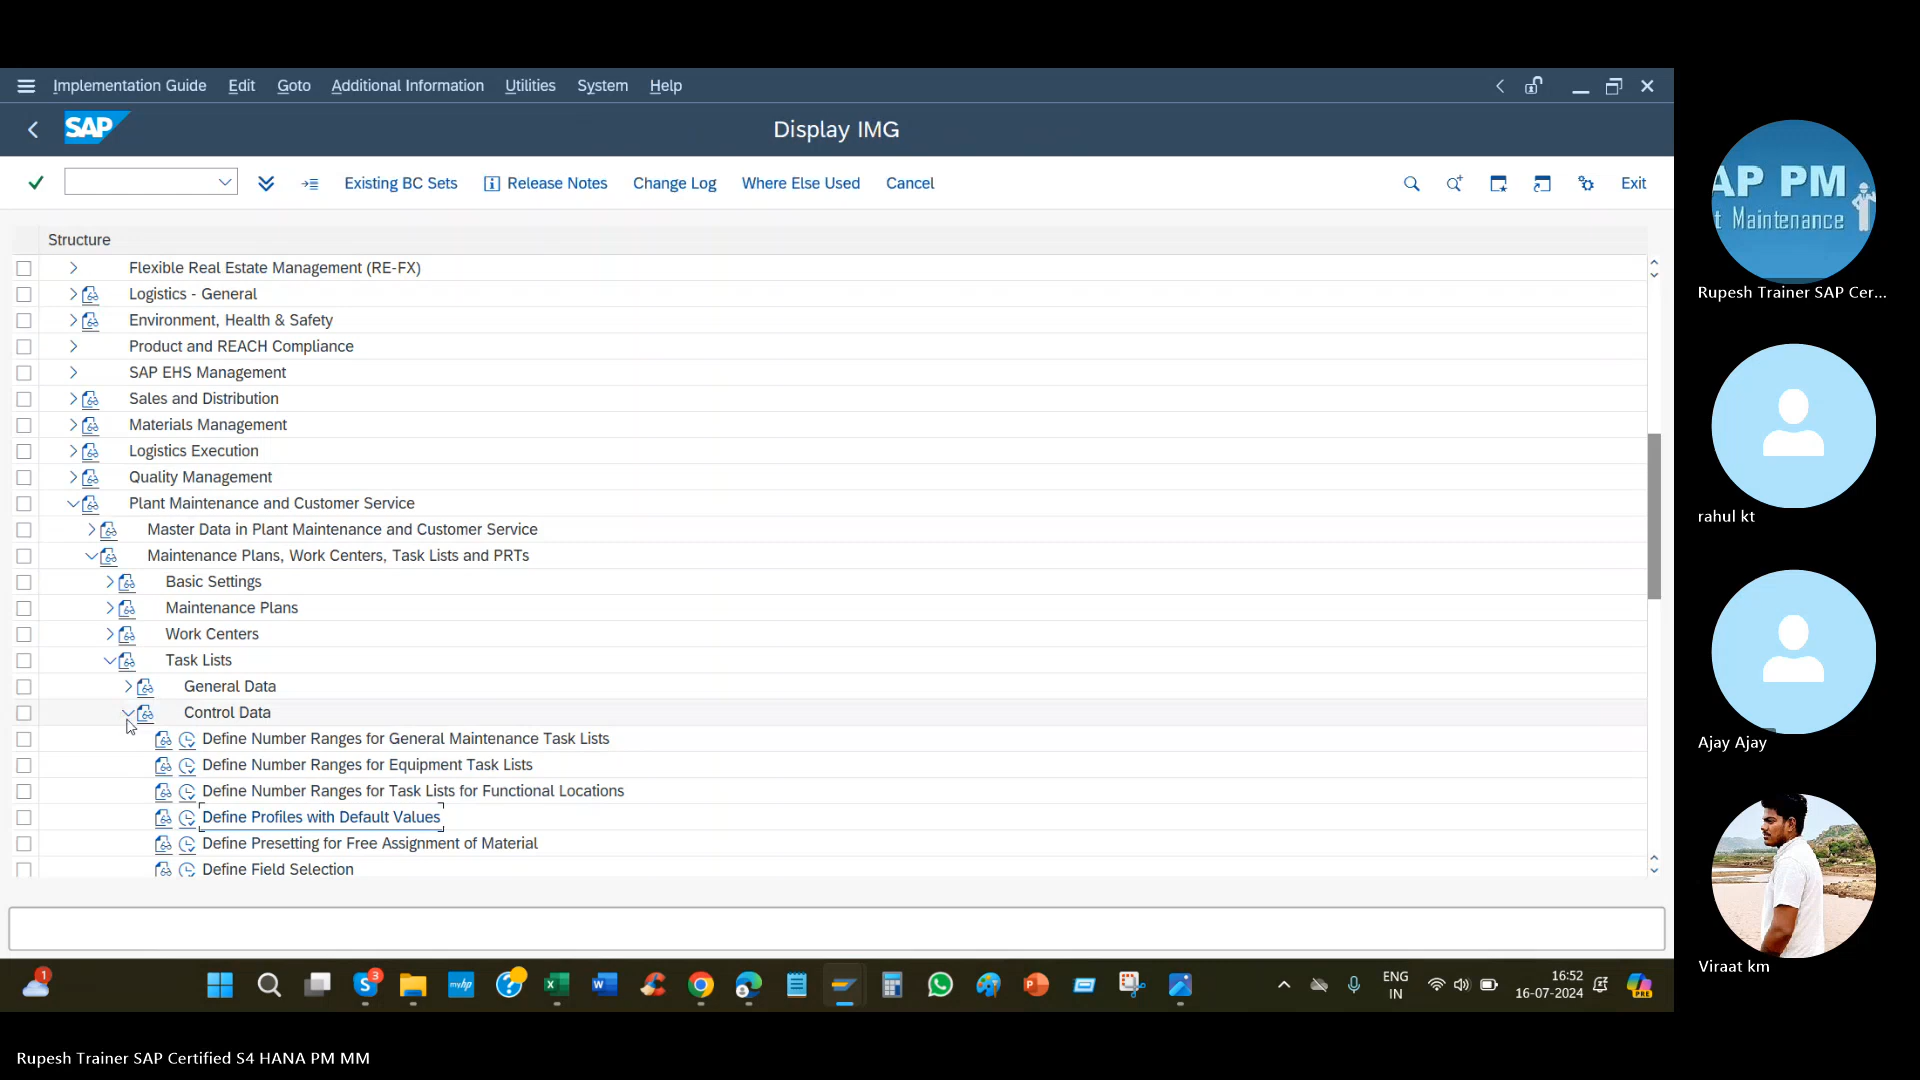 Implementation Guide Edit Goto Additional Information Utilities System Help
SAP Display IMG
Existing BC Sets Release Notes Change Log Where Else Used Cancel Exit
Structure
Flexible Real Estate Management (RE-FX)
Logistics - General
Environment, Health & Safety
Product and REACH Compliance
SAP EHS Management
Sales and Distribution
Materials Management
Logistics Execution
Quality Management
Plant Maintenance and Customer Service
Master Data in Plant Maintenance and Customer Service
Maintenance Plans, Work Centers, Task Lists and PRTs
Basic Settings
Maintenance Plans
Work Centers
Task Lists
General Data
Control Data
Define Number Ranges for General Maintenance Task Lists
Define Number Ranges for Equipment Task Lists
Define Number Ranges for Task Lists for Functional Locations
Define Profiles with Default Values
Define Presetting for Free Assignment of Material
Define Field Selection
AP PM
t Maintenance
Rupesh Trainer SAP Cer...
rahul kt
Ajay Ajay
Viraat km
1
3
myhp
ENG
IN
16:52
16-07-2024
PRE
Rupesh Trainer SAP Certified S4 HANA PM MM